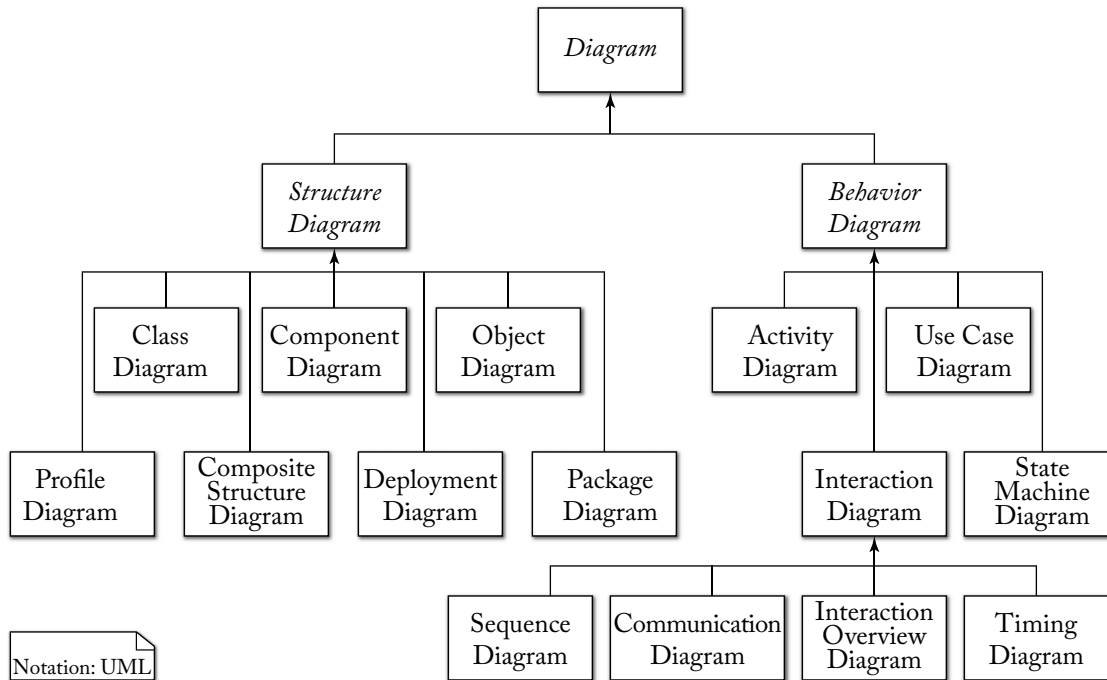 Diagram
Structure
Diagram
Behavior
Diagram
Class
Diagram
Component
Diagram
Object
Diagram
Activity
Diagram
Use Case
Diagram
Profile
Diagram
Composite
Structure
Diagram
Deployment
Diagram
Package
Diagram
Interaction
Diagram
State
Machine
Diagram
Sequence
Diagram
Communication
Diagram
Interaction
Overview
Diagram
Timing
Diagram
Notation: UML